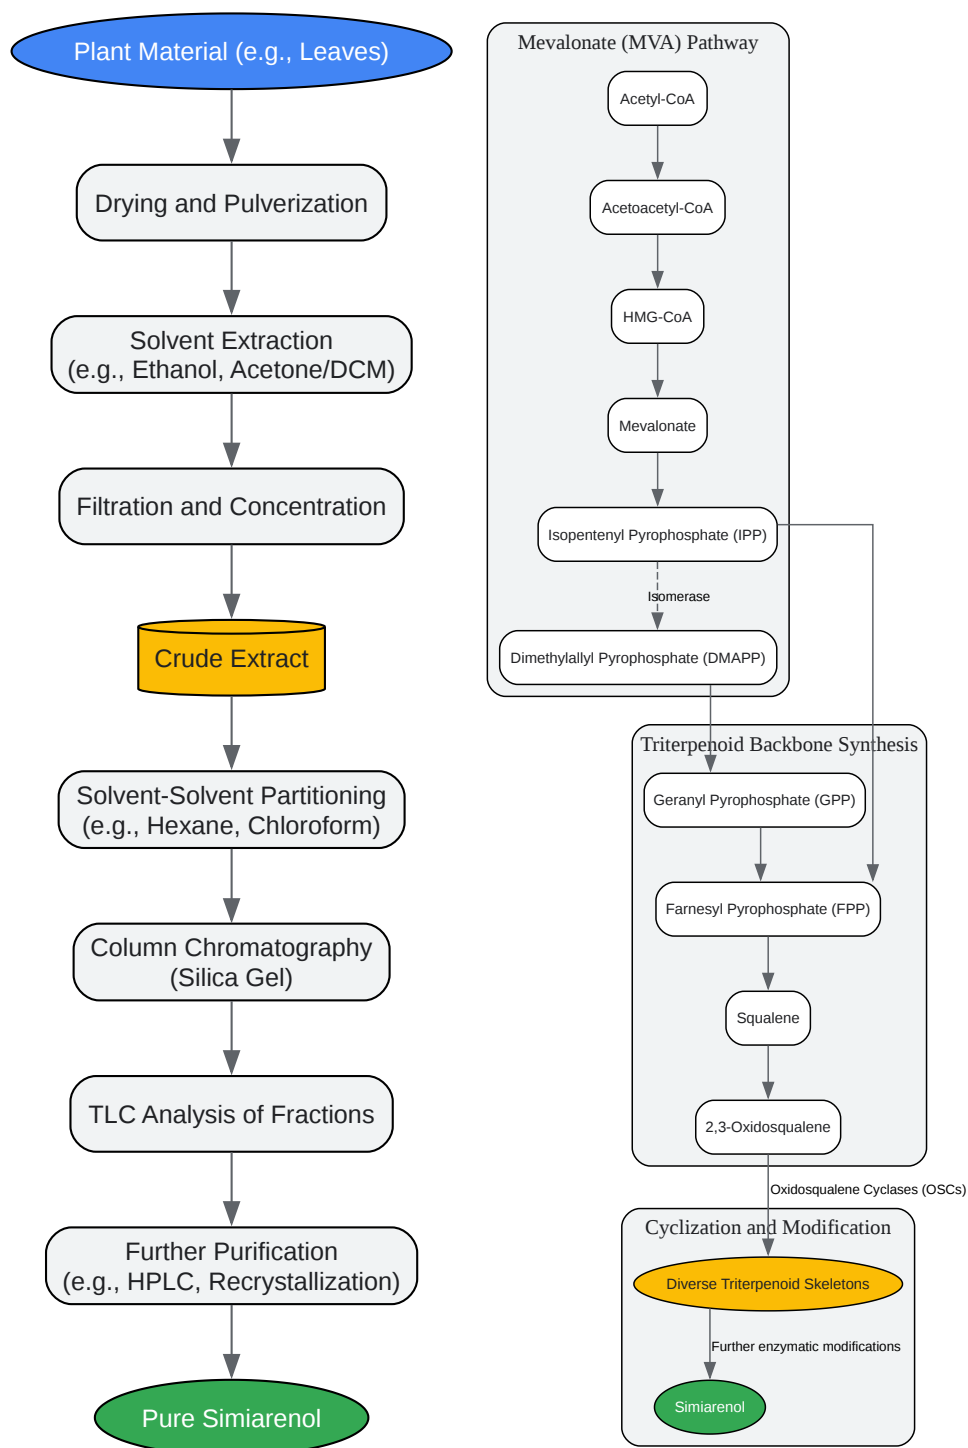 Plant Material (e.g., Leaves)
Drying and Pulverization
Solvent Extraction
(e.g., Ethanol, Acetone/DCM)
Filtration and Concentration
Crude Extract
Solvent-Solvent Partitioning
(e.g., Hexane, Chloroform)
Column Chromatography
(Silica Gel)
TLC Analysis of Fractions
Further Purification
(e.g., HPLC, Recrystallization)
Pure Simiarenol
Mevalonate (MVA) Pathway
Acetyl-CoA
Acetoacetyl-CoA
HMG-CoA
Mevalonate
Isopentenyl Pyrophosphate (IPP)
Isomerase
Dimethylallyl Pyrophosphate (DMAPP)
Triterpenoid Backbone Synthesis
Geranyl Pyrophosphate (GPP)
Farnesyl Pyrophosphate (FPP)
Squalene
2,3-Oxidosqualene
Oxidosqualene Cyclases (OSCs)
Cyclization and Modification
Diverse Triterpenoid Skeletons
Further enzymatic modifications
Simiarenol